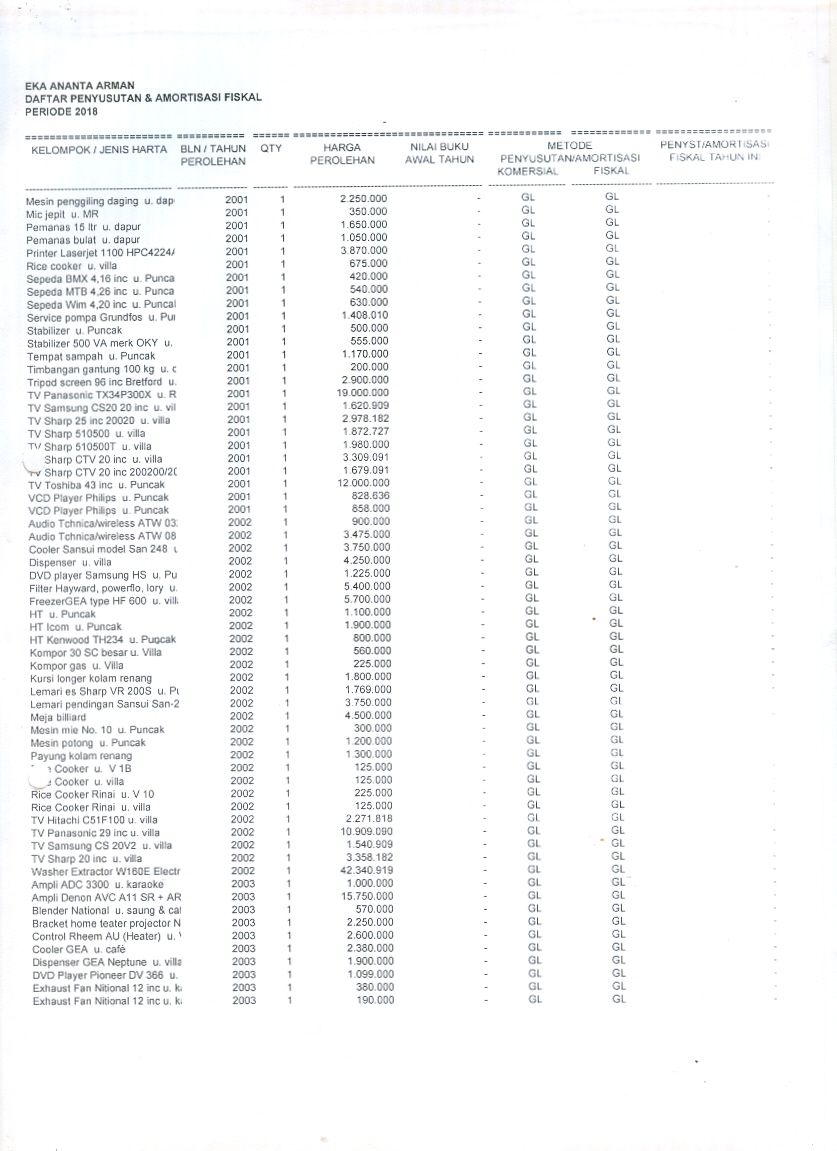 EKA ANANTA ARMAN
DAFTAR PENYUSUTAN & AMORTISASI FISKAL
PERIODE 2018
KELOMPOK / JENIS HARTA BLN / TAHUN QTY HARGA NILAI BUKU METODE PENYST/AMORTISASI
PEROLEHAN PEROLEHAN AWAL TAHUN PENYUSUTAN/AMORTISASI FISKAL TAHUN INI
KOMERSIAL FISKAL
Mesin penggiling daging u. dap 2001 1 2.250.000 - GL GL -
Mic jepit u. MR 2001 1 350.000 - GL GL -
Pemanas 15 ltr u. dapur 2001 1 1.650.000 - GL GL -
Pemanas bulat u. dapur 2001 1 1.050.000 - GL GL -
Printer Laserjet 1100 HPC4224/ 2001 1 3.870.000 - GL GL -
Rice cooker u. villa 2001 1 675.000 - GL GL -
Sepeda BMX 4,16 inc u. Punca 2001 1 420.000 - GL GL -
Sepeda MTB 4,26 inc u. Punca 2001 1 540.000 - GL GL -
Sepeda Wim 4,20 inc u. Puncal 2001 1 630.000 - GL GL -
Service pompa Grundfos u. Pur 2001 1 1.408.010 - GL GL -
Stabilizer u. Puncak 2001 1 500.000 - GL GL -
Stabilizer 500 VA merk OKY u. 2001 1 555.000 - GL GL -
Tempat sampah u. Puncak 2001 1 1.170.000 - GL GL -
Timbangan gantung 100 kg u. c 2001 1 200.000 - GL GL -
Tripod screen 96 inc Bretford u. 2001 1 2.900.000 - GL GL -
TV Panasonic TX34P300X u. R 2001 1 19.000.000 - GL GL -
TV Samsung CS20 20 inc u. vil 2001 1 1.620.909 - GL GL -
TV Sharp 25 inc 20020 u. villa 2001 1 2.978.182 - GL GL -
TV Sharp 510500 u. villa 2001 1 1.872.727 - GL GL -
TV Sharp 510500T u. villa 2001 1 1.980.000 - GL GL -
Sharp CTV 20 inc u. villa 2001 1 3.309.091 - GL GL -
TV Sharp CTV 20 inc 200200/2( 2001 1 1.679.091 - GL GL -
TV Toshiba 43 inc u. Puncak 2001 1 12.000.000 - GL GL -
VCD Player Philips u. Puncak 2001 1 828.636 - GL GL -
VCD Player Philips u. Puncak 2001 1 858.000 - GL GL -
Audio Tchnica/wireless ATW 03 2002 1 900.000 - GL GL -
Audio Tchnica/wireless ATW 08 2002 1 3.475.000 - GL GL -
Cooler Sansui model San 248 u 2002 1 3.750.000 - GL GL -
Dispenser u. villa 2002 1 4.250.000 - GL GL -
DVD player Samsung HS u. Pu 2002 1 1.225.000 - GL GL -
Filter Hayward, powerflo, lory u. 2002 1 5.400.000 - GL GL -
FreezerGEA type HF 600 u. vill 2002 1 5.700.000 - GL GL -
HT u. Puncak 2002 1 1.100.000 - GL GL -
HT Icom u. Puncak 2002 1 1.900.000 - GL GL -
HT Kenwood TH234 u. Puncak 2002 1 800.000 - GL GL -
Kompor 30 SC besar u. Villa 2002 1 560.000 - GL GL -
Kompor gas u. Villa 2002 1 225.000 - GL GL -
Kursi longer kolam renang 2002 1 1.800.000 - GL GL -
Lemari es Sharp VR 200S u. Pu 2002 1 1.769.000 - GL GL -
Lemari pendingan Sansui San-2 2002 1 3.750.000 - GL GL -
Meja billiard 2002 1 4.500.000 - GL GL -
Mesin mie No. 10 u. Puncak 2002 1 300.000 - GL GL -
Mesin potong u. Puncak 2002 1 1.200.000 - GL GL -
Payung kolam renang 2002 1 1.300.000 - GL GL -
e Cooker u. V 1B 2002 1 125.000 - GL GL -
e Cooker u. villa 2002 1 125.000 - GL GL -
Rice Cooker Rinai u. V 10 2002 1 225.000 - GL GL -
Rice Cooker Rinai u. villa 2002 1 125.000 - GL GL -
TV Hitachi C51F100 u. villa 2002 1 2.271.818 - GL GL -
TV Panasonic 29 inc u. villa 2002 1 10.909.090 - GL GL -
TV Samsung CS 20V2 u. villa 2002 1 1.540.909 - GL GL -
TV Sharp 20 inc u. villa 2002 1 3.358.182 - GL GL -
Washer Extractor W160E Electr 2002 1 42.340.919 - GL GL -
Ampli ADC 3300 u. karaoke 2003 1 1.000.000 - GL GL -
Ampli Denon AVC A11 SR + AR 2003 1 15.750.000 - GL GL -
Blender National u. saung & caf 2003 1 570.000 - GL GL -
Bracket home teater projector N 2003 1 2.250.000 - GL GL -
Control Rheem AU (Heater) u. 2003 1 2.600.000 - GL GL -
Cooler GEA u. café 2003 1 2.380.000 - GL GL -
Dispenser GEA Neptune u. villa 2003 1 1.900.000 - GL GL -
DVD Player Pioneer DV 366 u. 2003 1 1.099.000 - GL GL -
Exhaust Fan Nitional 12 inc u. k 2003 1 380.000 - GL GL -
Exhaust Fan Nitional 12 inc u. k 2003 1 190.000 - GL GL -